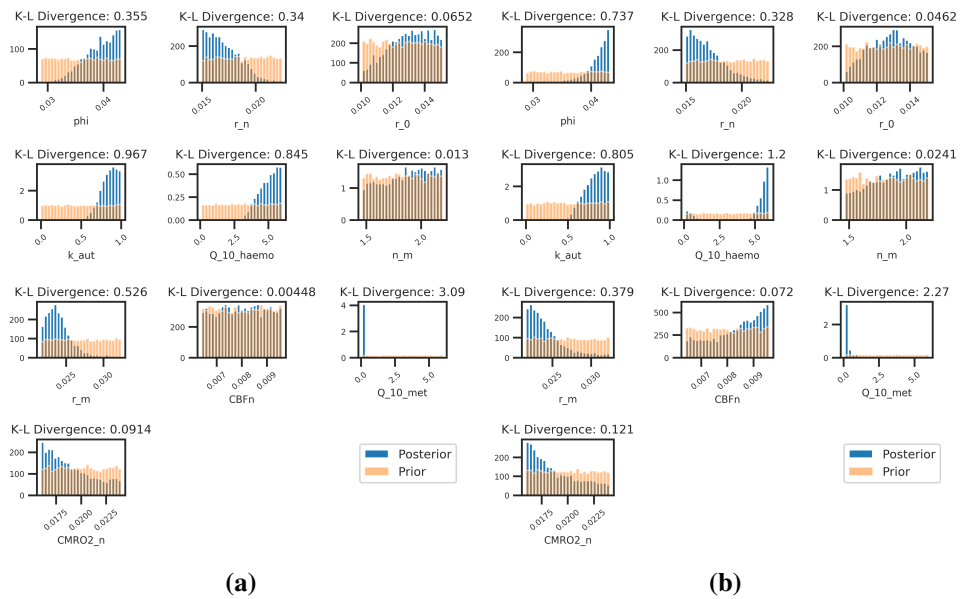 K-L Divergence: 0.355
100
0
0.03
0.04
phi
K-L Divergence: 0.34
200
0
0.015
0.020
r_n
K-L Divergence: 0.0652
200
0
0.010
0.012
0.014
r_0
K-L Divergence: 0.737
200
0
0.03
0.04
phi
K-L Divergence: 0.328
200
0
0.015
0.020
r_n
K-L Divergence: 0.0462
200
0
0.010
0.012
0.014
r_0
K-L Divergence: 0.967
2
0
0.0
0.5
1.0
k_aut
K-L Divergence: 0.845
0.50
0.25
0.00
0.0
2.5
5.0
Q_10_haemo
K-L Divergence: 0.013
1
0
1.5
2.0
n_m
K-L Divergence: 0.805
2
0
0.0
0.5
1.0
k_aut
K-L Divergence: 1.2
1
0
0.0
2.5
5.0
Q_10_haemo
K-L Divergence: 0.0241
1
0
1.5
2.0
n_m
K-L Divergence: 0.526
200
100
0
0.025
0.030
r_m
K-L Divergence: 0.00448
200
0
0.007
0.008
0.009
CBFn
K-L Divergence: 3.09
4
2
0
0.0
2.5
5.0
Q_10_met
K-L Divergence: 0.379
200
100
0
0.025
0.030
r_m
K-L Divergence: 0.072
500
250
0
0.007
0.008
0.009
CBFn
K-L Divergence: 2.27
2
0
0.0
2.5
5.0
Q_10_met
K-L Divergence: 0.0914
200
100
0
0.0175
0.0200
0.0225
CMRO2_n
Posterior
Prior
K-L Divergence: 0.121
200
100
0
0.0175
0.0200
0.0225
CMRO2_n
Posterior
Prior
(a)
(b)